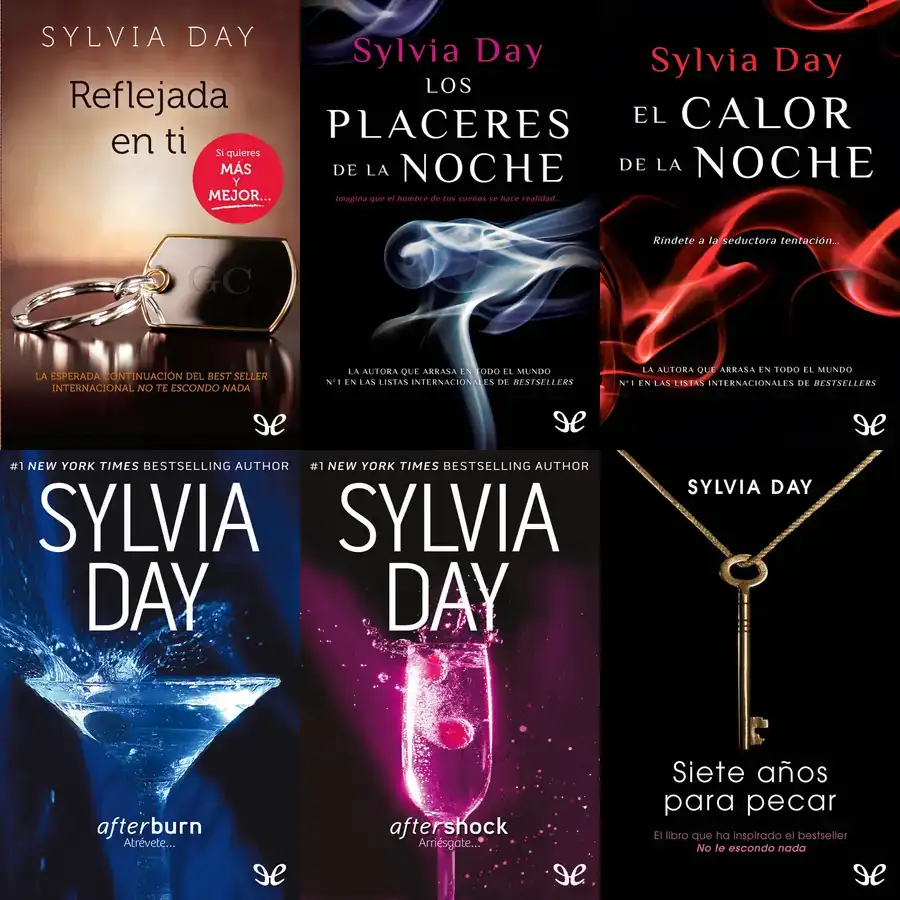 SYLVIA DAY
Reflejada
en ti
Si quieres
MÁS
Y
MEJOR...
GC
LA ESPERADA CONTINUACIÓN DEL BEST SELLER
INTERNACIONAL NO TE ESCONDO NADA
Sylvia Day
LOS
PLACERES
DE LA NOCHE
Imagina que el hombre de tus sueños se hace realidad...
LA AUTORA QUE ARRASA EN TODO EL MUNDO
Nº1 EN LAS LISTAS INTERNACIONALES DE BESTSELLERS
Sylvia Day
EL CALOR
DE LA NOCHE
Ríndete a la seductora tentación...
LA AUTORA QUE ARRASA EN TODO EL MUNDO
Nº1 EN LAS LISTAS INTERNACIONALES DE BESTSELLERS
#1 NEW YORK TIMES BESTSELLING AUTHOR
SYLVIA
DAY
afterburn
Atrévete...
#1 NEW YORK TIMES BESTSELLING AUTHOR
SYLVIA
DAY
aftershock
Arriésgate...
SYLVIA DAY
Siete años
para pecar
El libro que ha inspirado el bestseller
No te escondo nada